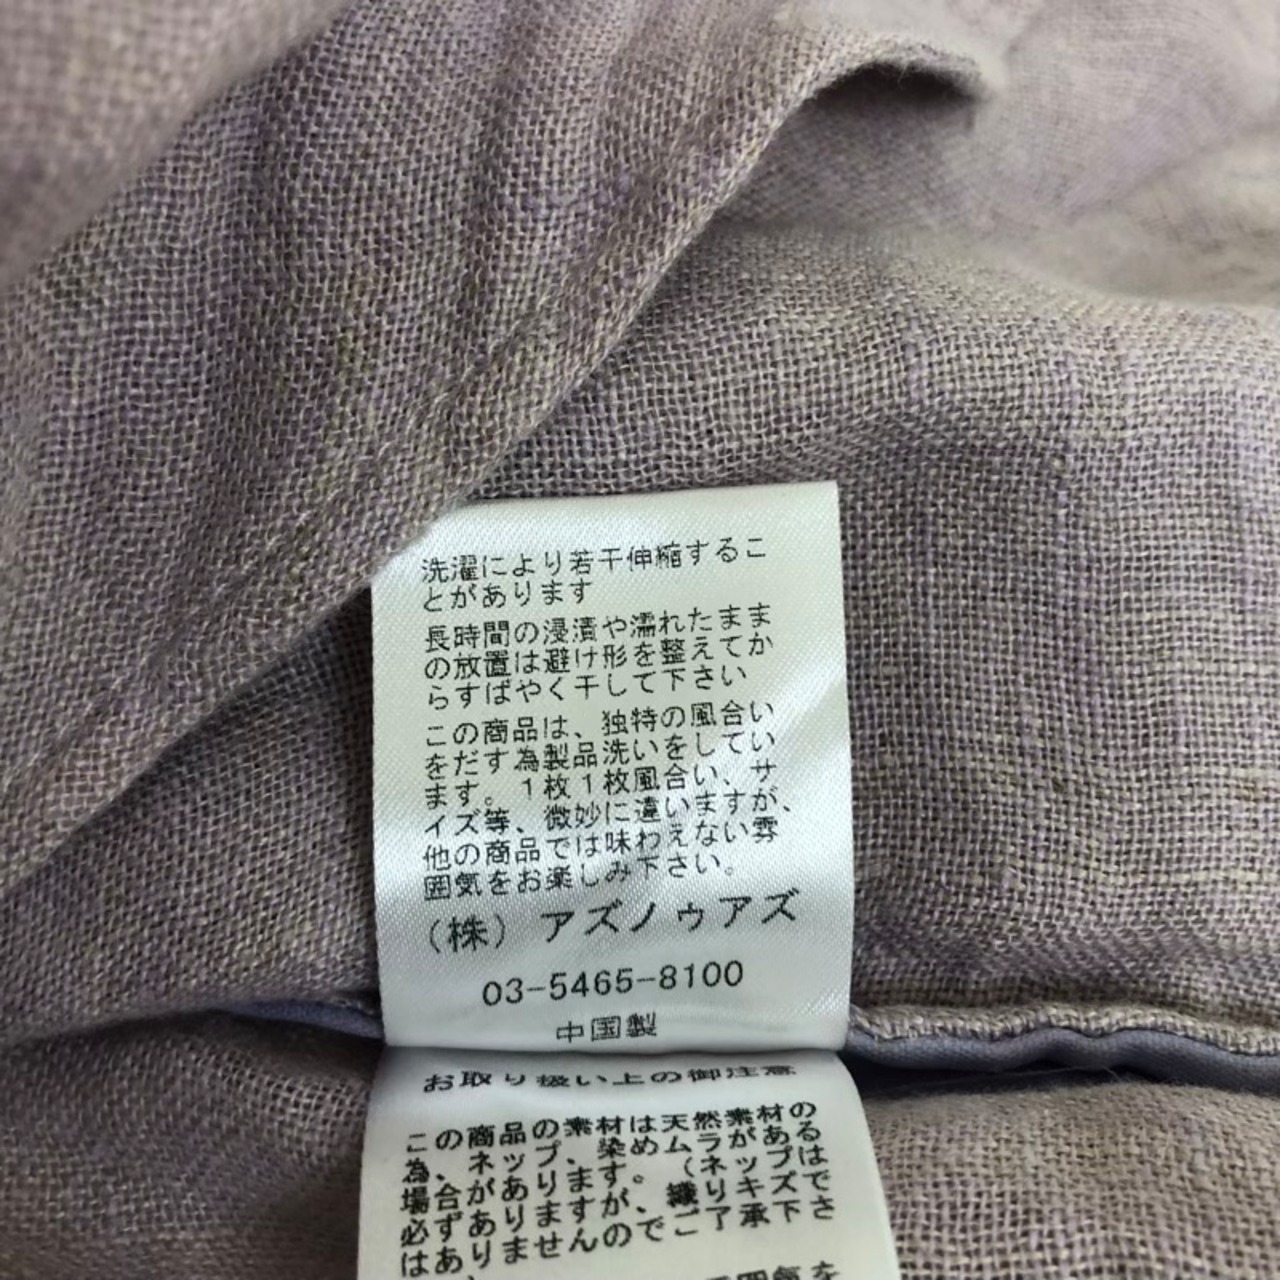 洗濯により若干伸縮するこ
とがあります
長時間の浸漬や濡れたまま
の放置は避け形を整えてか
らすばやく干して下さい
この商品は、独特の風合い
をだす為製品洗いをしてい
ます。1枚1枚風合い、サ
イズ等、微妙に違いますが、
他の商品では味わえない雰
囲気をお楽しみ下さい。
（株）アズノゥアズ
03-5465-8100
中国製
お取り扱い上の御注意
この商品の素材は天然素材の
為、ネップ、染めムラがある
場合があります。（ネップは
必ずありますが、織りキズで
はありませんのでご了承下さ
囲気を